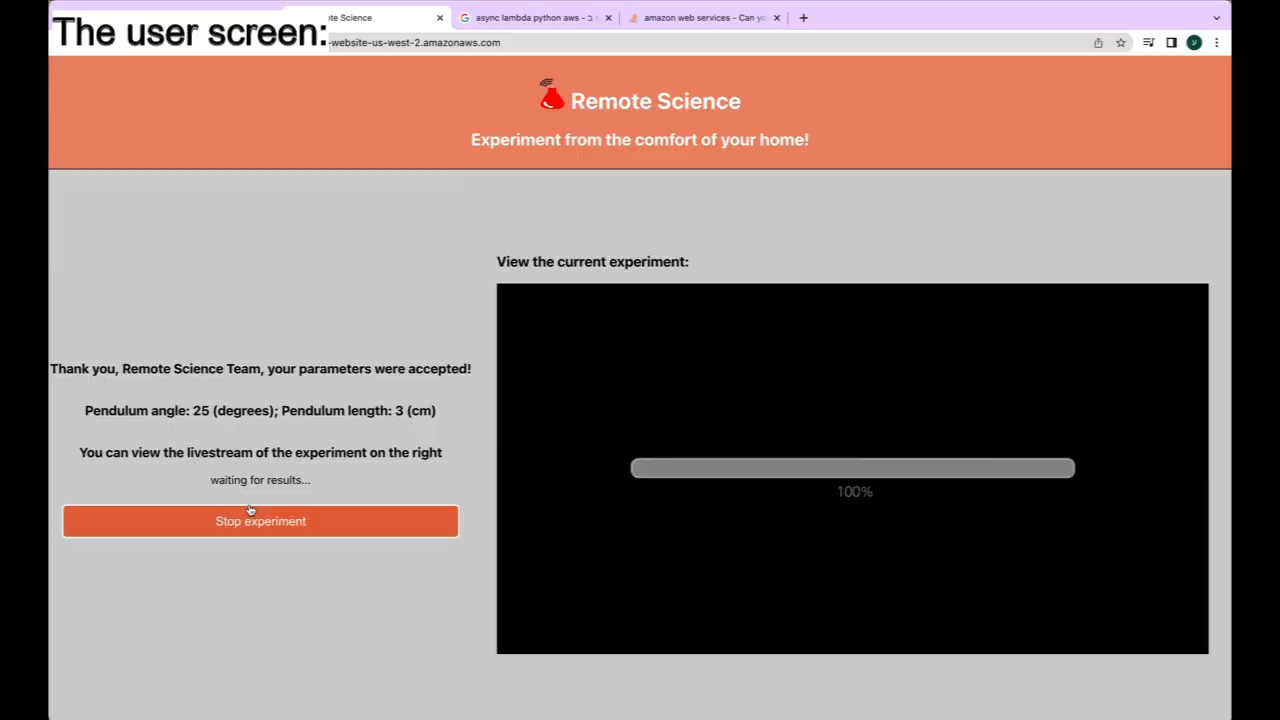 The user screen:
te Science
async lambda python aws - ב
amazon web services - Can yo
-website-us-west-2.amazonaws.com
Remote Science
Experiment from the comfort of your home!
View the current experiment:
Thank you, Remote Science Team, your parameters were accepted!
Pendulum angle: 25 (degrees); Pendulum length: 3 (cm)
You can view the livestream of the experiment on the right
waiting for results...
Stop experiment
100%